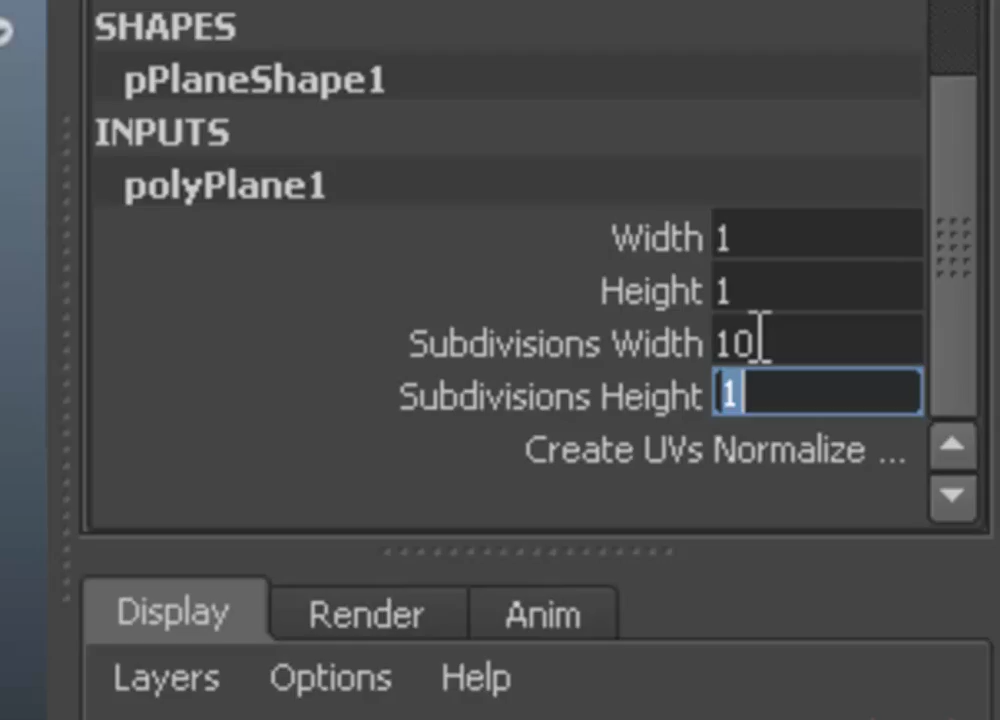 SHAPES
pPlaneShape1
INPUTS
polyPlane1
Width 1
Height 1
Subdivisions Width 10
Subdivisions Height 1
Create UVs Normalize ...
Display Render Anim
Layers Options Help